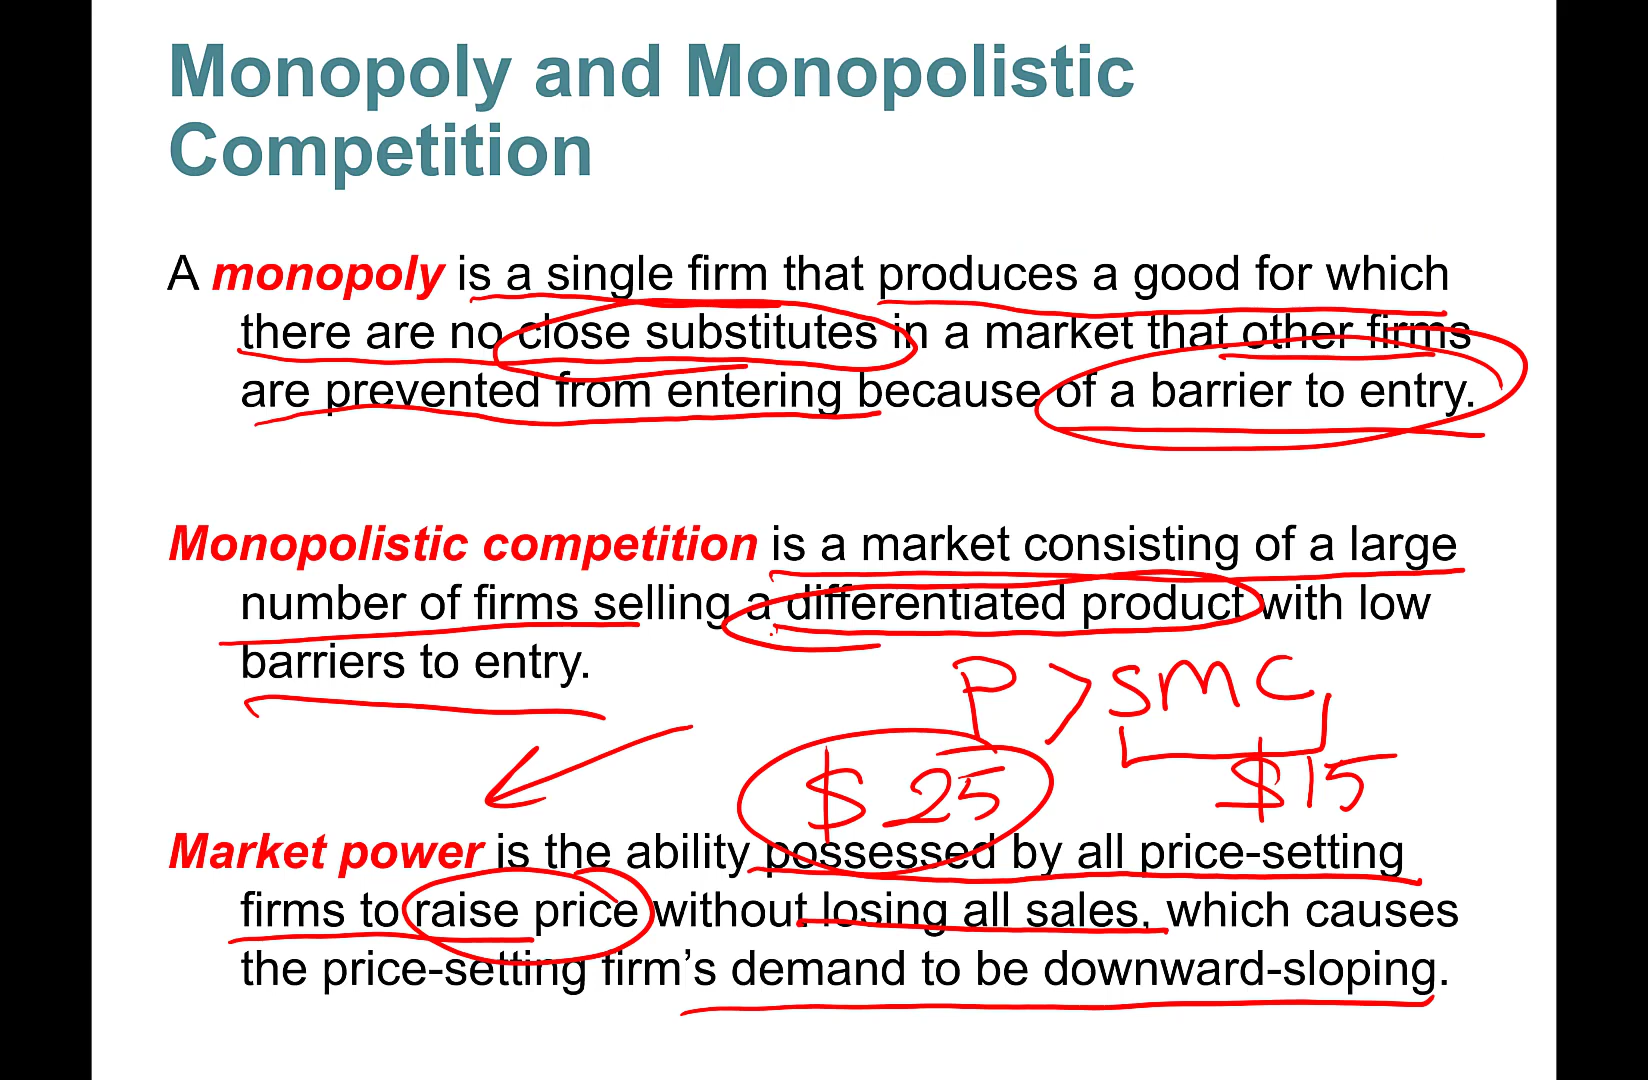 Monopoly and Monopolistic
Competition
A monopoly is a single firm that produces a good for which
there are no close substitutes in a market that other firms
are prevented from entering because of a barrier to entry.
Monopolistic competition is a market consisting of a large
number of firms selling a differentiated product with low
barriers to entry.
P > SMC
$25 $15
Market power is the ability possessed by all price-setting
firms to raise price without losing all sales, which causes
the price-setting firm’s demand to be downward-sloping.